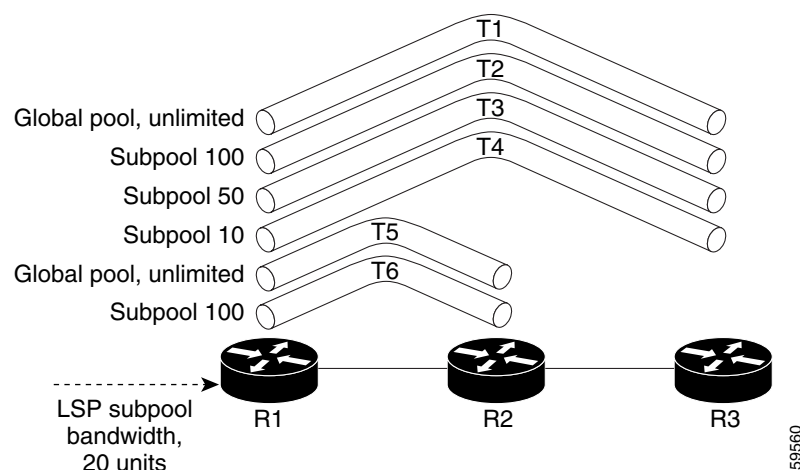 T1
T2
T3
T4
Global pool, unlimited
Subpool 100
Subpool 50
Subpool 10
T5
Global pool, unlimited
T6
Subpool 100
LSP subpool
bandwidth,
20 units
R1
R2
R3
59560